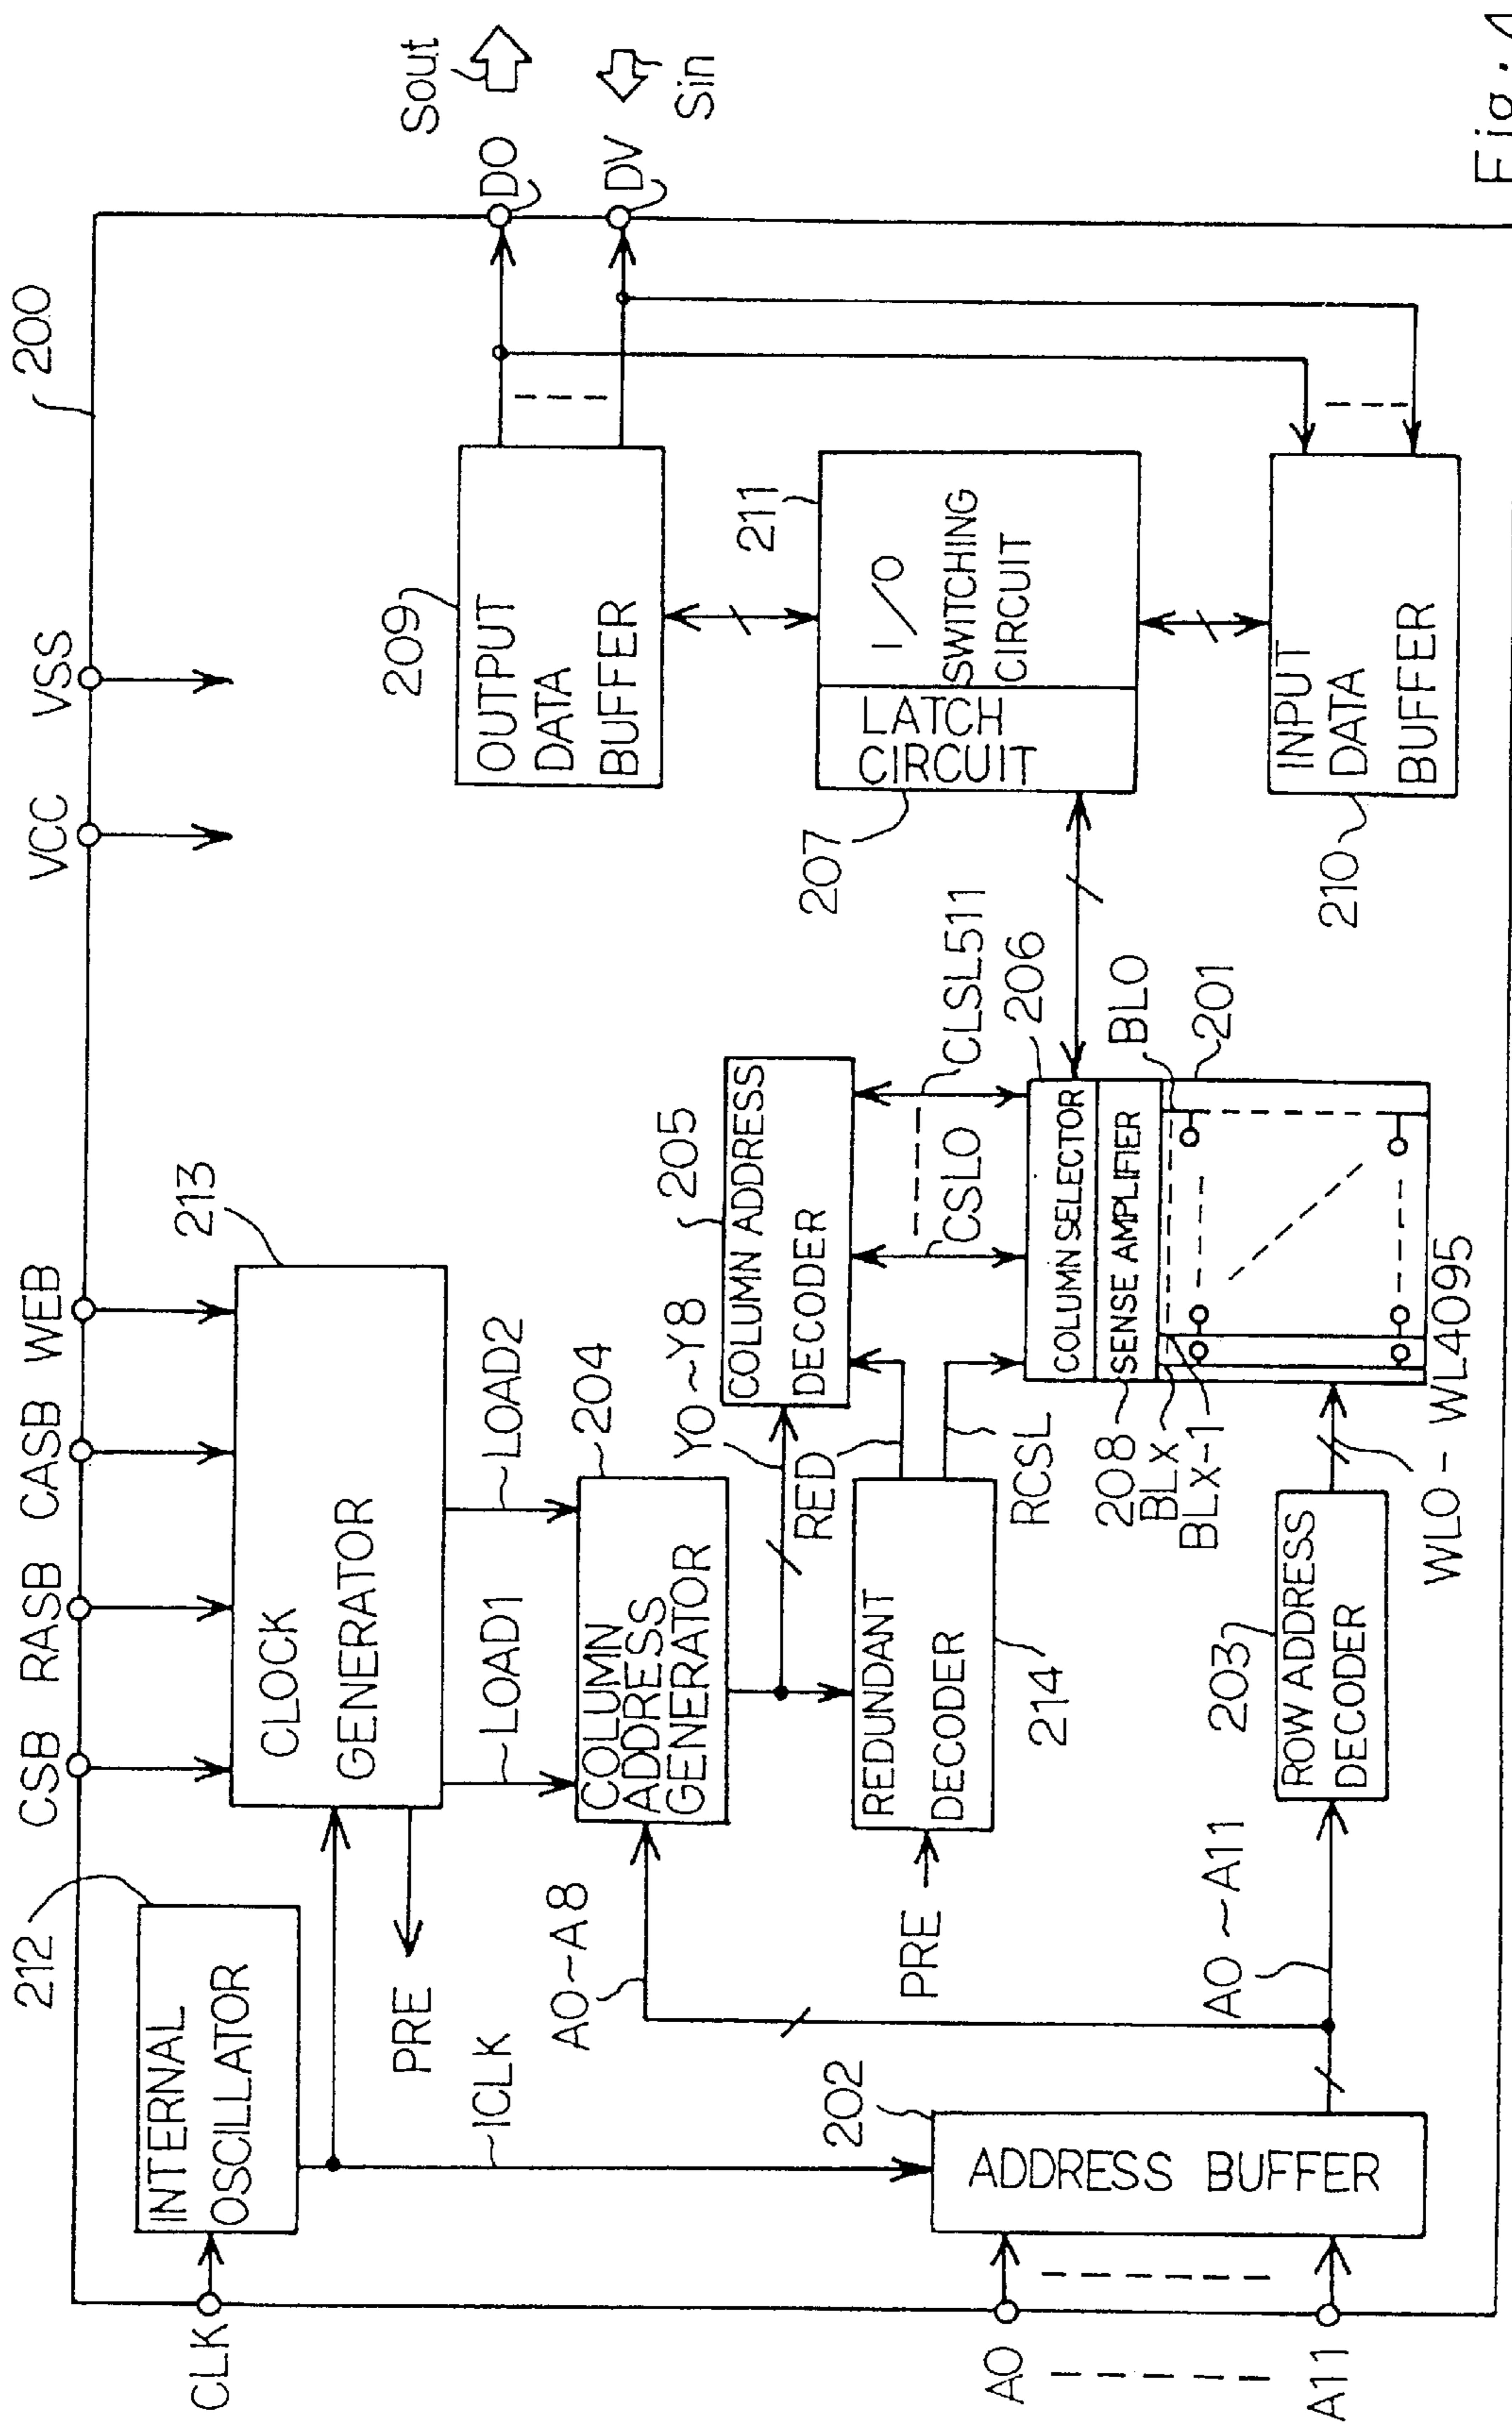 CSB RASB CASB WEB VCC VSS
200
212
INTERNAL
OSCILLATOR
213
CLOCK
GENERATOR
CLK
PRE
ICLK
LOAD1
LOAD2
204
COLUMN
ADDRESS
GENERATOR
A0~A8
Y0~Y8
205
COLUMN ADDRESS
DECODER
RED
REDUNDANT
DECODER
214
PRE
RCSL
CSL0
CLSL511
206
COLUMN SELECTOR
SENSE AMPLIFIER
208
BLx
BLx-1
BL0
201
202
ADDRESS BUFFER
A0
A11
A0~A11
203
ROW ADDRESS
DECODER
WL0 - WL4095
209
OUTPUT
DATA
BUFFER
207
LATCH
CIRCUIT
211
I/O
SWITCHING
CIRCUIT
210
INPUT
DATA
BUFFER
D0
DV
Sout
Sin